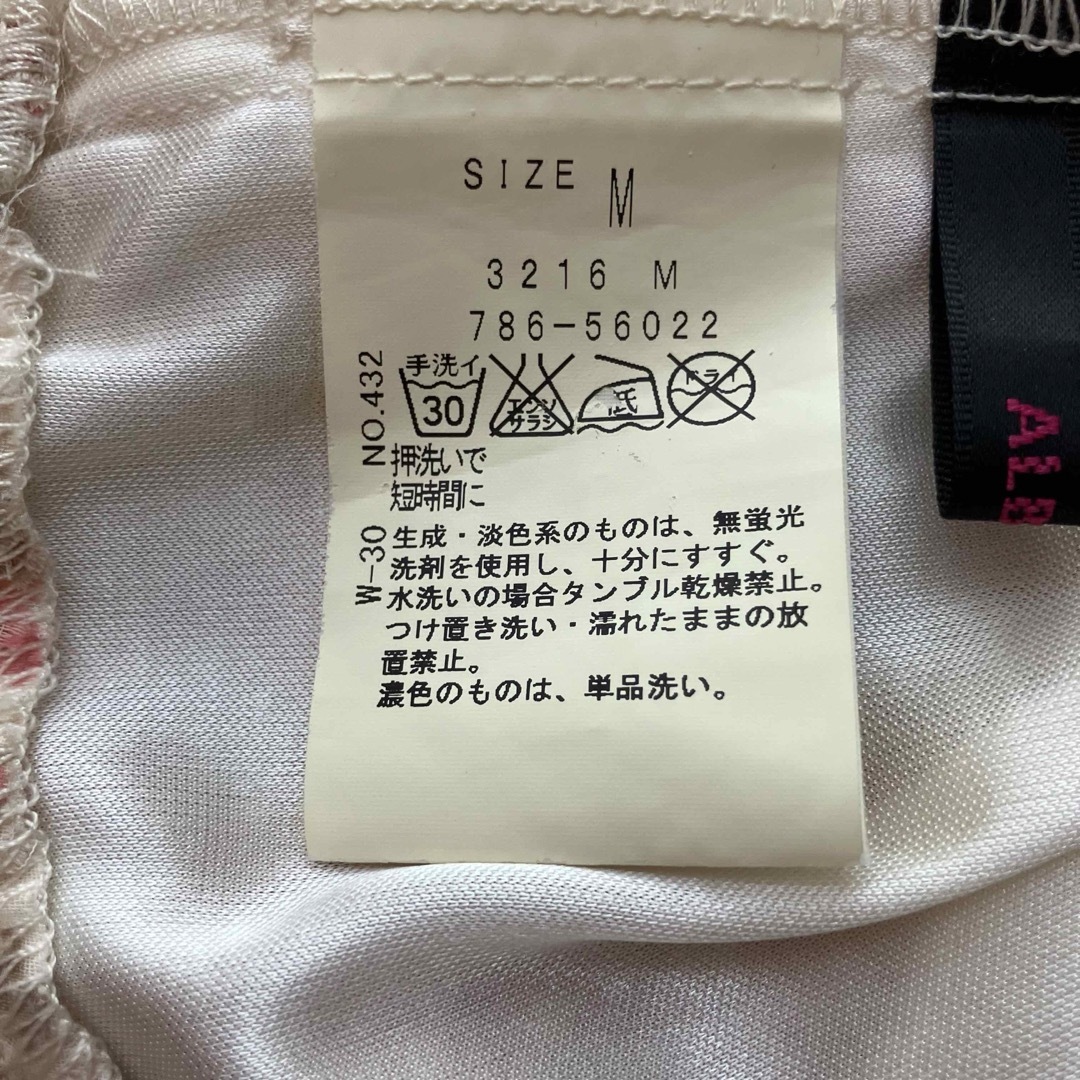 SIZE M
3216 M
786-56022
手洗イ
30
エンソ
サラシ
ドライ
NO.432
押洗いで
短時間に
W-30
生成・淡色系のものは、無蛍光
洗剤を使用し、十分にすすぐ。
水洗いの場合タンブル乾燥禁止。
つけ置き洗い・濡れたままの放
置禁止。
濃色のものは、単品洗い。
ALB